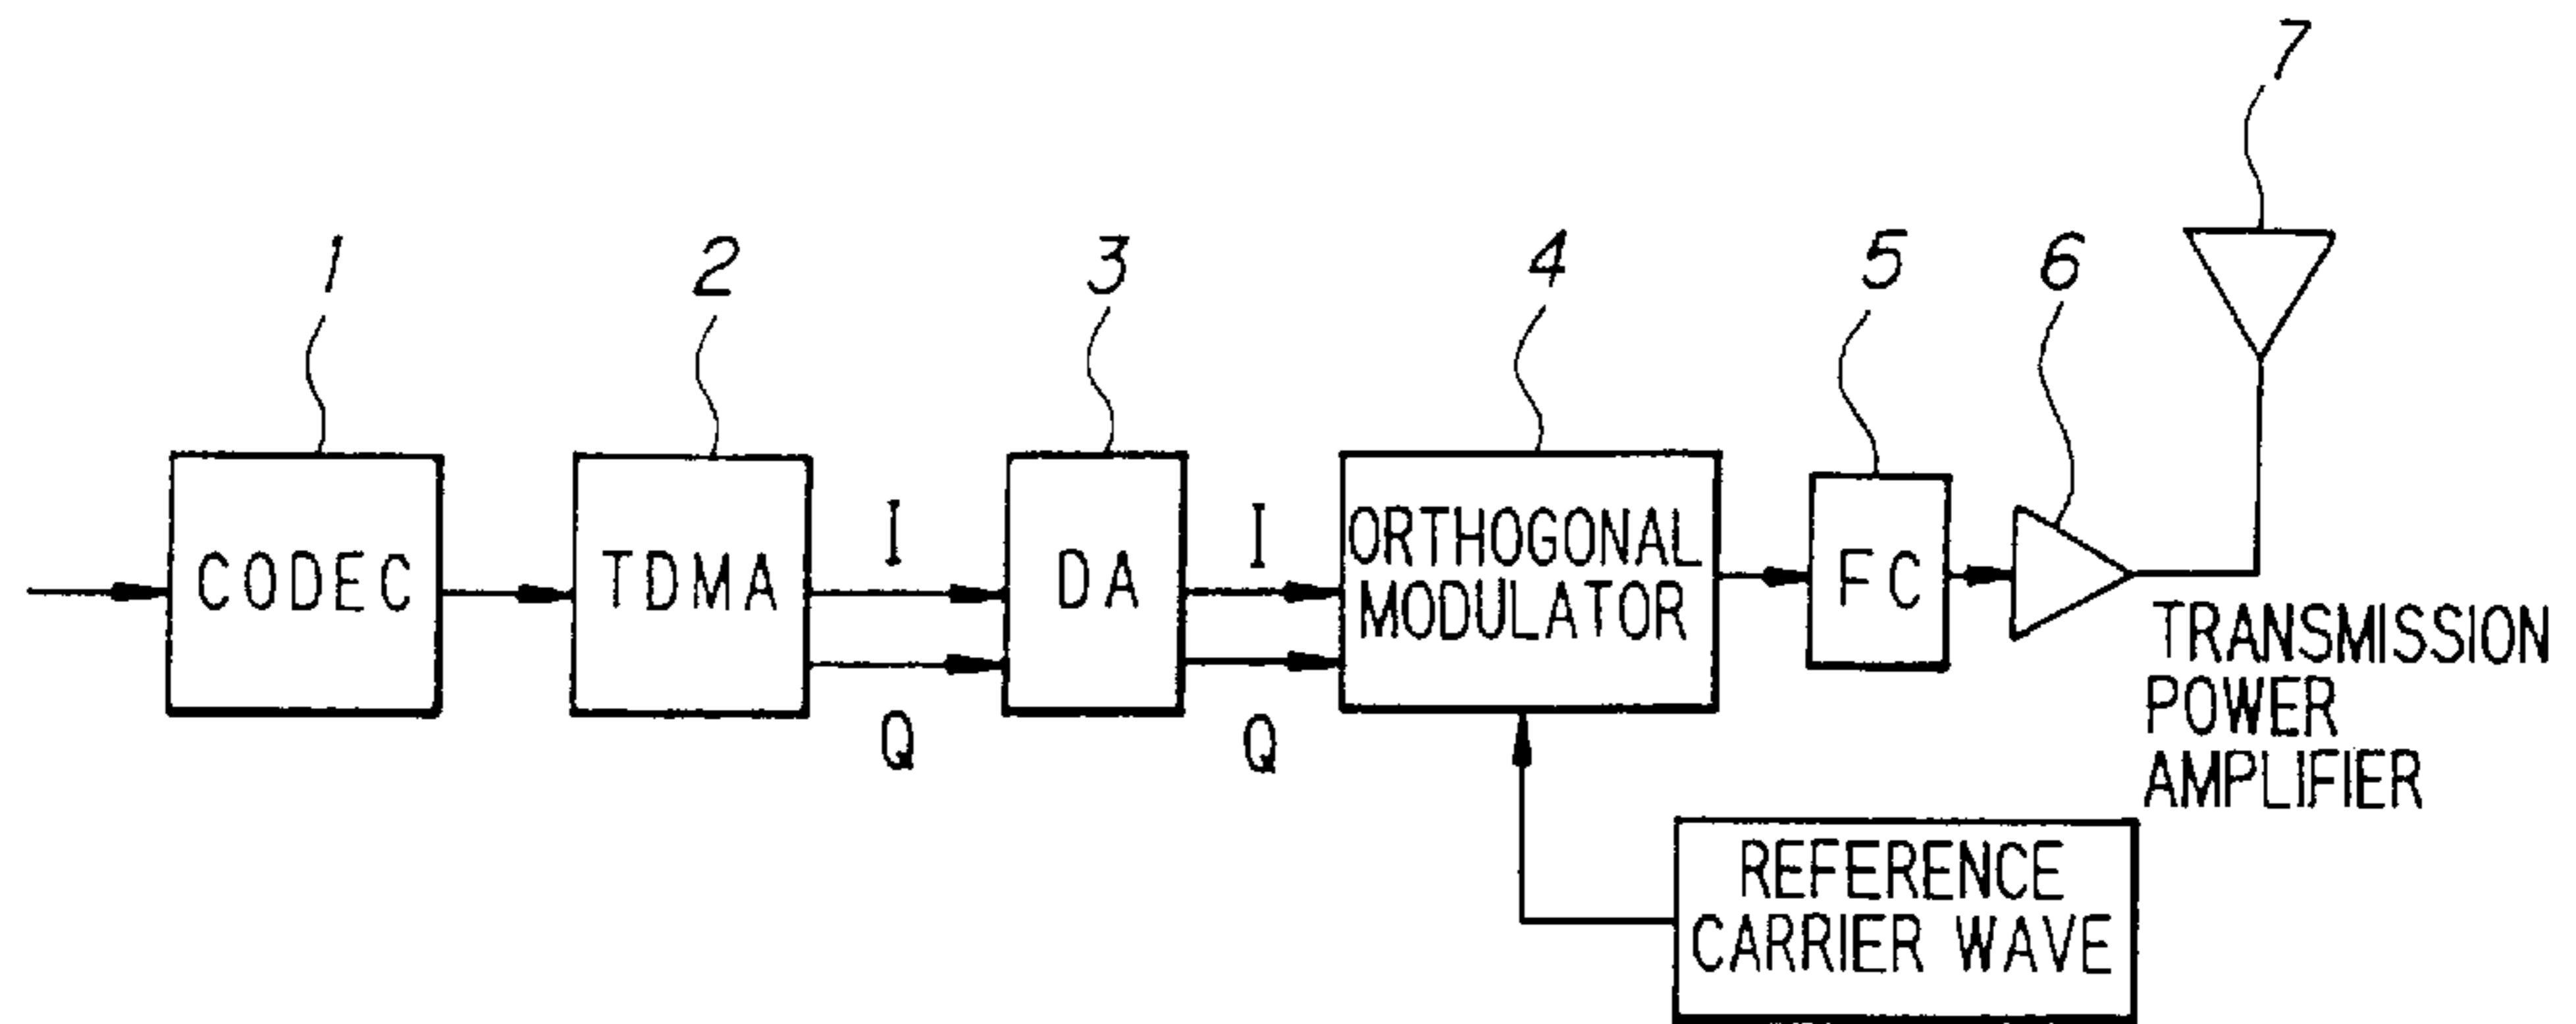 7
1
2
3
4
5
6
CODEC
TDMA
I
Q
DA
I
Q
ORTHOGONAL
MODULATOR
FC
TRANSMISSION
POWER
AMPLIFIER
REFERENCE
CARRIER WAVE